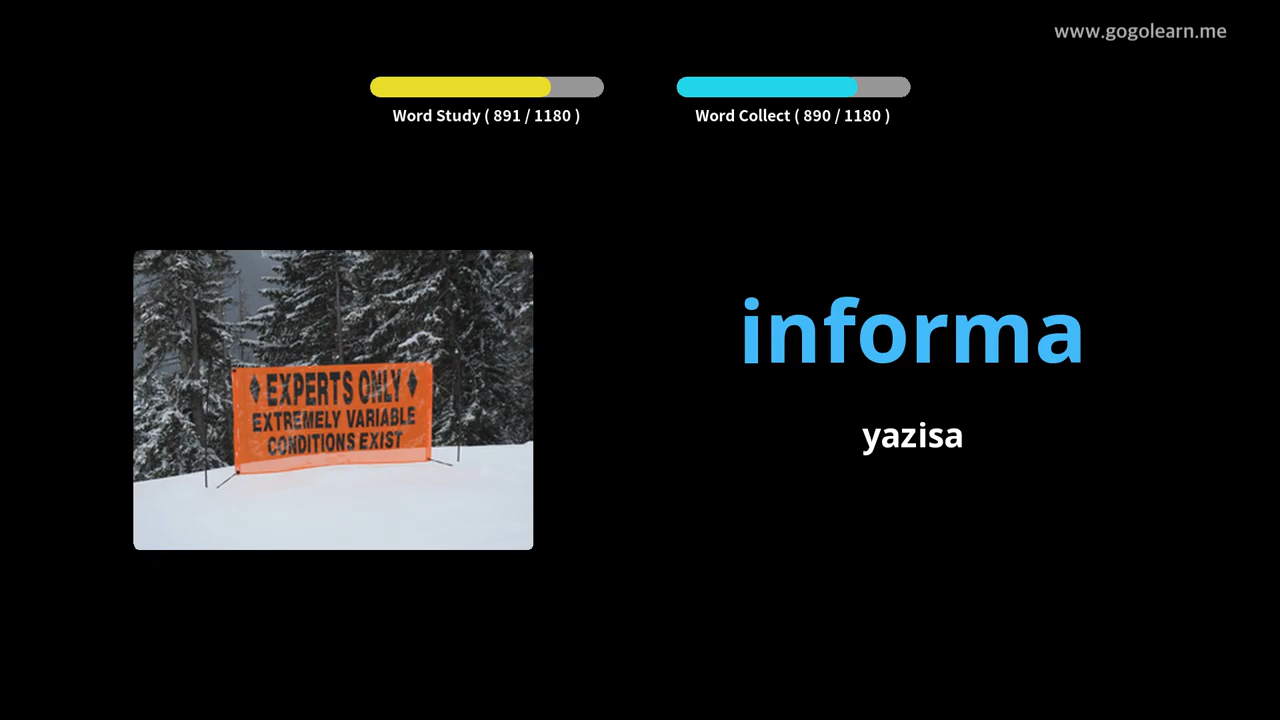 www.gogolearn.me
Word Study ( 891 / 1180 )
Word Collect ( 890 / 1180 )
EXPERTS ONLY
EXTREMELY VARIABLE
CONDITIONS EXIST
informa
yazisa